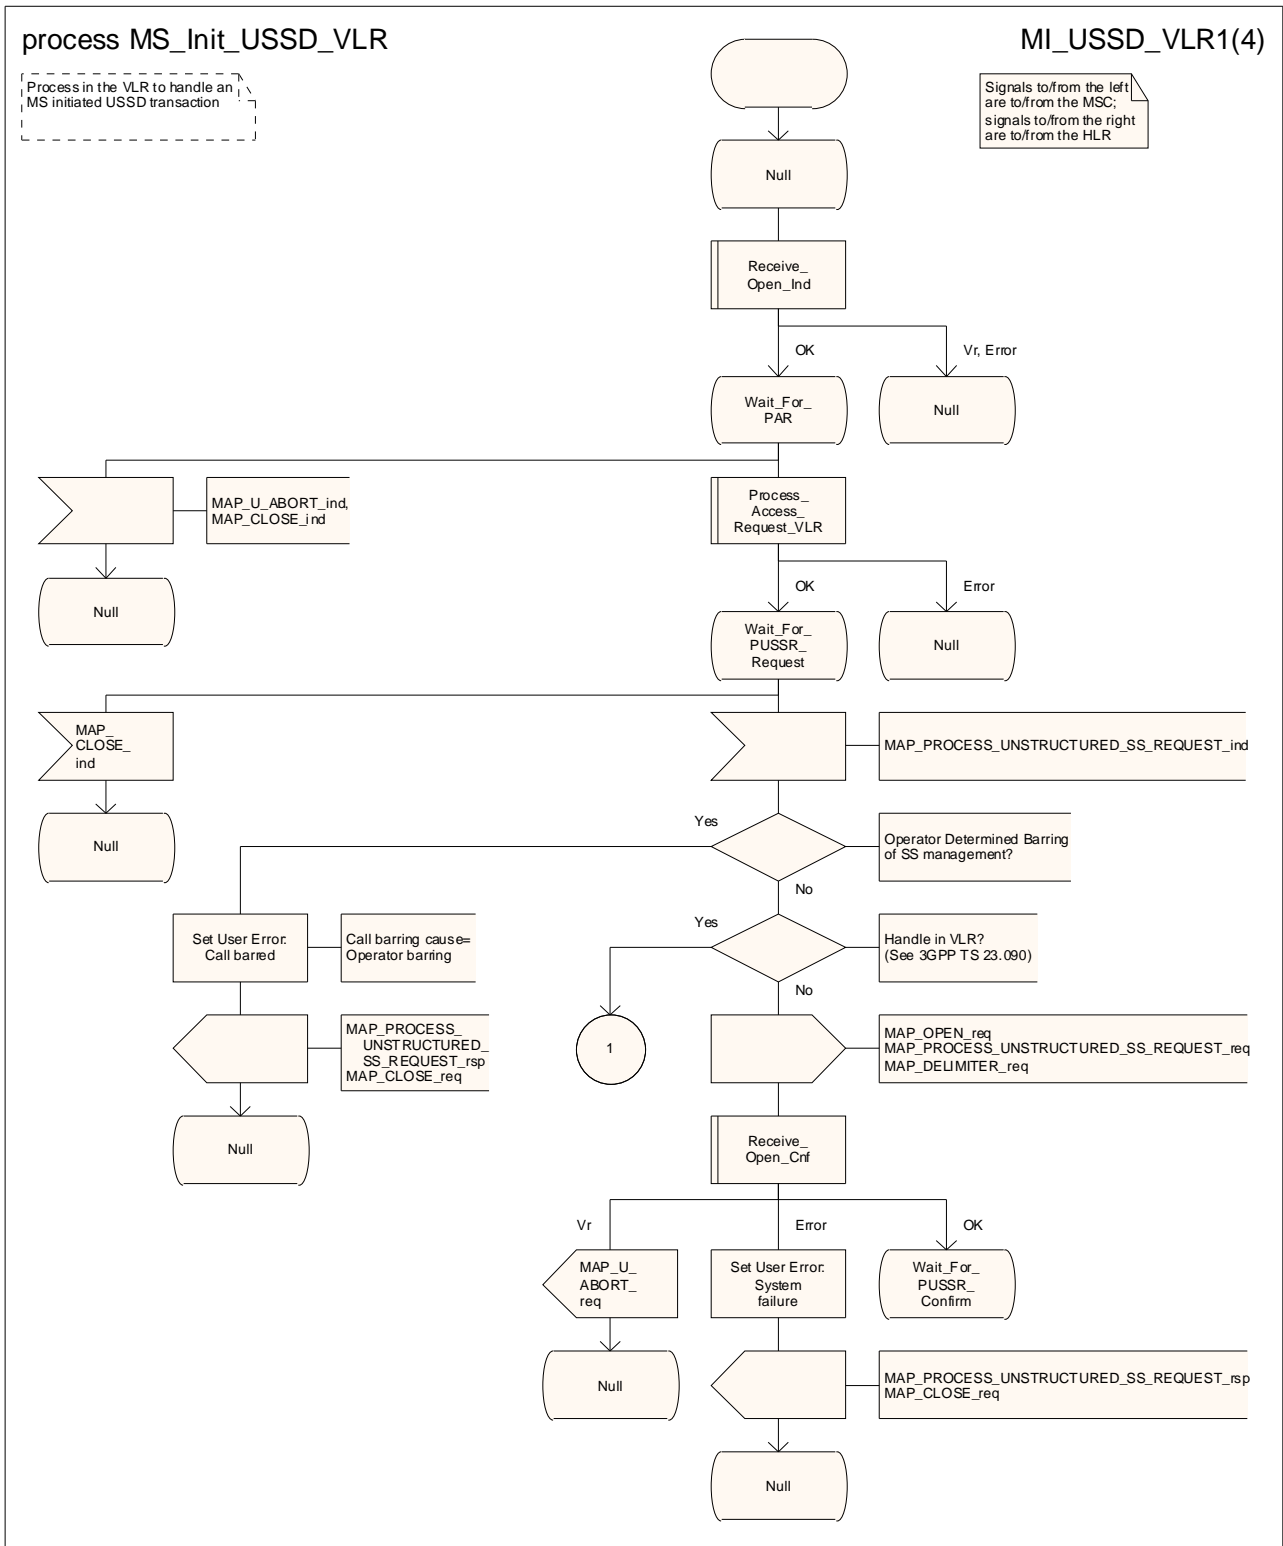 process MS_Init_USSD_VLR
MI_USSD_VLR1(4)
Process in the VLR to handle an
MS initiated USSD transaction
Signals to/from the left
are to/from the MSC;
signals to/from the right
are to/from the HLR
Null
Receive_
Open_Ind
OK
Vr, Error
Wait_For_
PAR
Null
MAP_U_ABORT_ind,
MAP_CLOSE_ind
Process_
Access_
Request_VLR
Null
OK
Error
Wait_For_
PUSSR_
Request
Null
MAP_
CLOSE_
ind
MAP_PROCESS_UNSTRUCTURED_SS_REQUEST_ind
Null
Yes
Operator Determined Barring
of SS management?
No
Set User Error:
Call barred
Call barring cause=
Operator barring
Yes
Handle in VLR?
(See 3GPP TS 23.090)
No
MAP_PROCESS_
UNSTRUCTURED_
SS_REQUEST_rsp
MAP_CLOSE_req
1
MAP_OPEN_req
MAP_PROCESS_UNSTRUCTURED_SS_REQUEST_req
MAP_DELIMITER_req
Null
Receive_
Open_Cnf
Vr
Error
OK
MAP_U_
ABORT_
req
Set User Error:
System
failure
Wait_For_
PUSSR_
Confirm
Null
MAP_PROCESS_UNSTRUCTURED_SS_REQUEST_rsp
MAP_CLOSE_req
Null